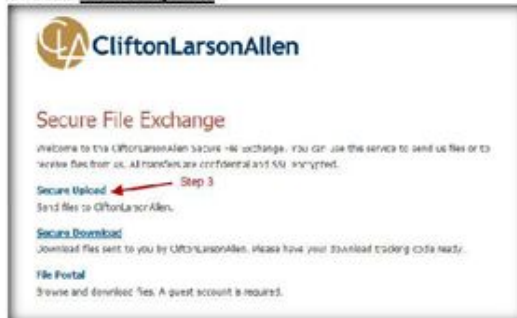 CLA CliftonLarsonAllen
Secure File Exchange
Welcome to the CliftonLarsonAllen Secure File Exchange. You can use this service to send us files or to
receive files from us. All transfers are confidential and SSL encrypted.
Secure Upload
Step 3
Send files to CliftonLarsonAllen.
Secure Download
Download files sent to you by CliftonLarsonAllen. Please have your download tracking code ready.
File Portal
Browse and download files. A guest account is required.